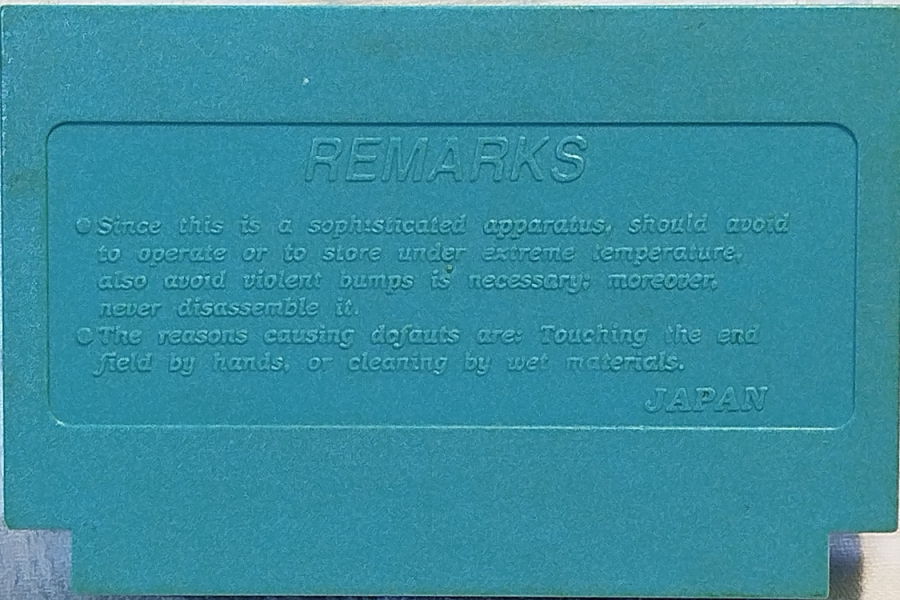 REMARKS
●Since this is a sophisticated apparatus, should avoid
to operate or to store under extreme temperature,
also avoid violent bumps is necessary; moreover,
never disassemble it.
●The reasons causing dofauts are: Touching the end
field by hands, or cleaning by wet materials.
JAPAN